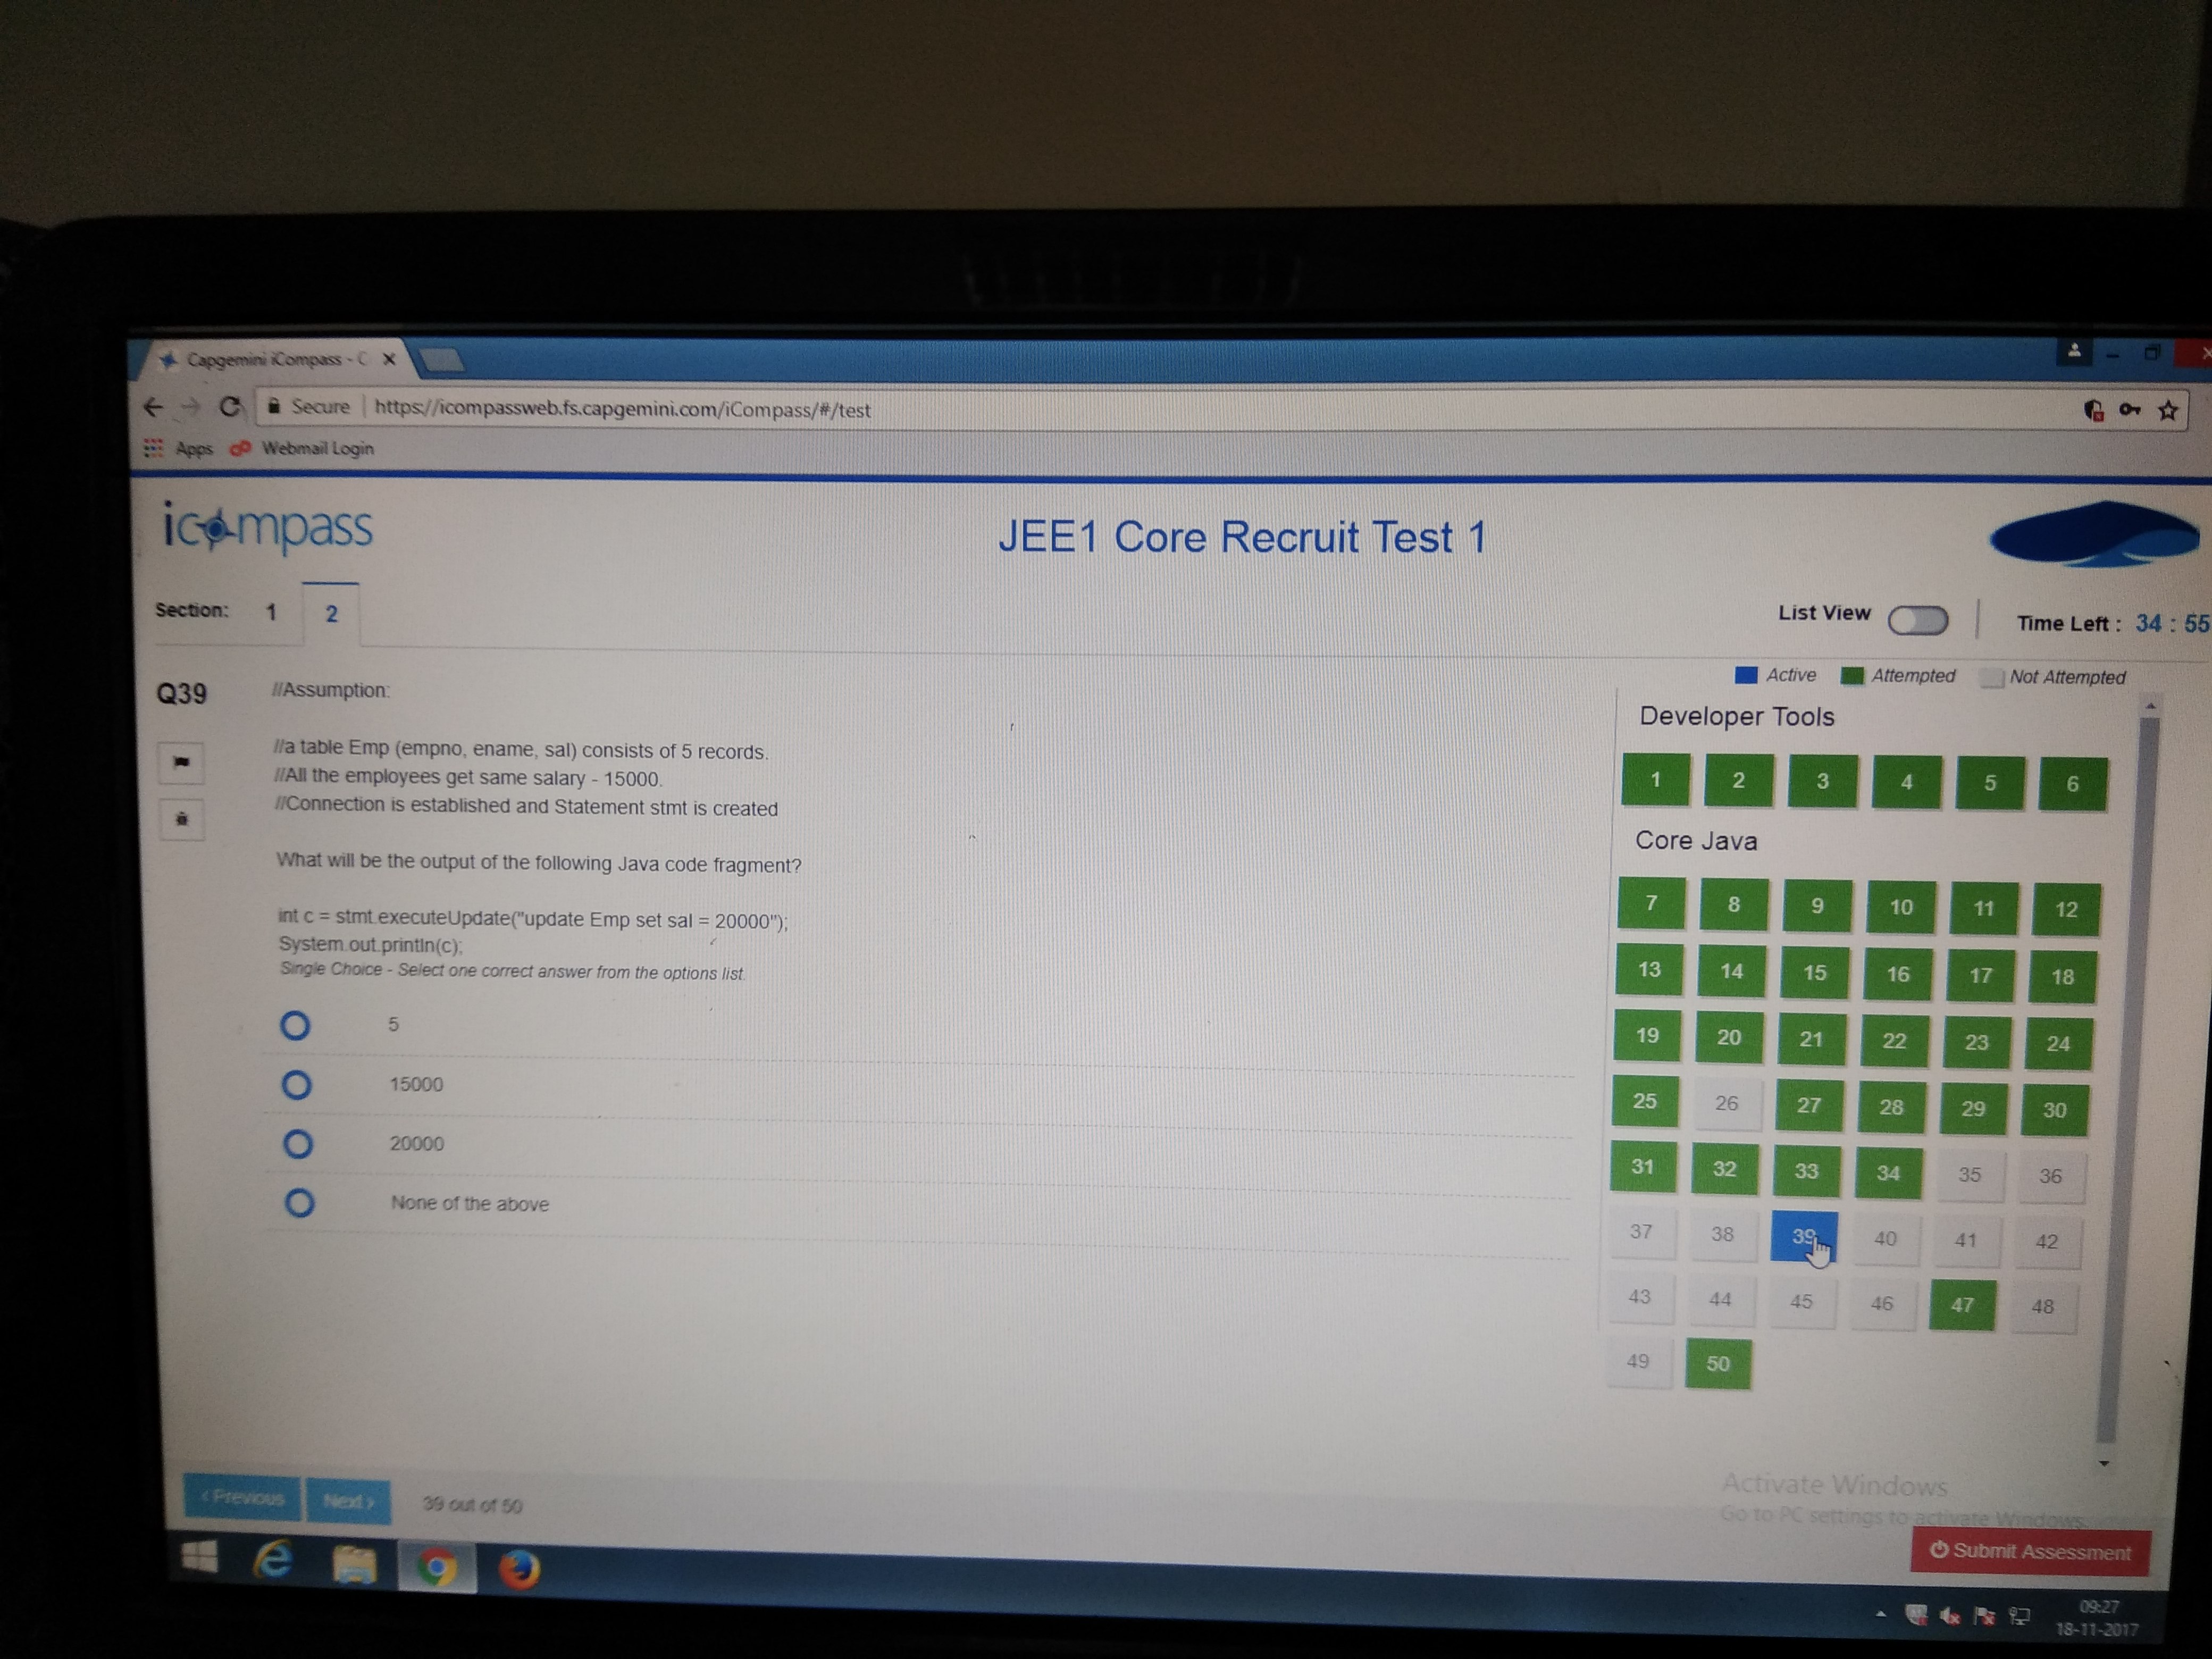 Capgemini iCompass - C
Secure https://icompassweb.fs.capgemini.com/iCompass/#/test
Apps Webmail Login
icompass
JEE1 Core Recruit Test 1
Section: 1 2
List View
Time Left : 34 : 55
Active Attempted Not Attempted
Q39
//Assumption:
//a table Emp (empno, ename, sal) consists of 5 records.
//All the employees get same salary - 15000.
//Connection is established and Statement stmt is created
What will be the output of the following Java code fragment?
int c = stmt.executeUpdate("update Emp set sal = 20000");
System.out.println(c);
Single Choice - Select one correct answer from the options list.
5
15000
20000
None of the above
Developer Tools
1 2 3 4 5 6
Core Java
7 8 9 10 11 12
13 14 15 16 17 18
19 20 21 22 23 24
25 26 27 28 29 30
31 32 33 34 35 36
37 38 39 40 41 42
43 44 45 46 47 48
49 50
‹ Previous Next › 39 out of 50
Activate Windows
Go to PC settings to activate Windows.
Submit Assessment
09:27
18-11-2017